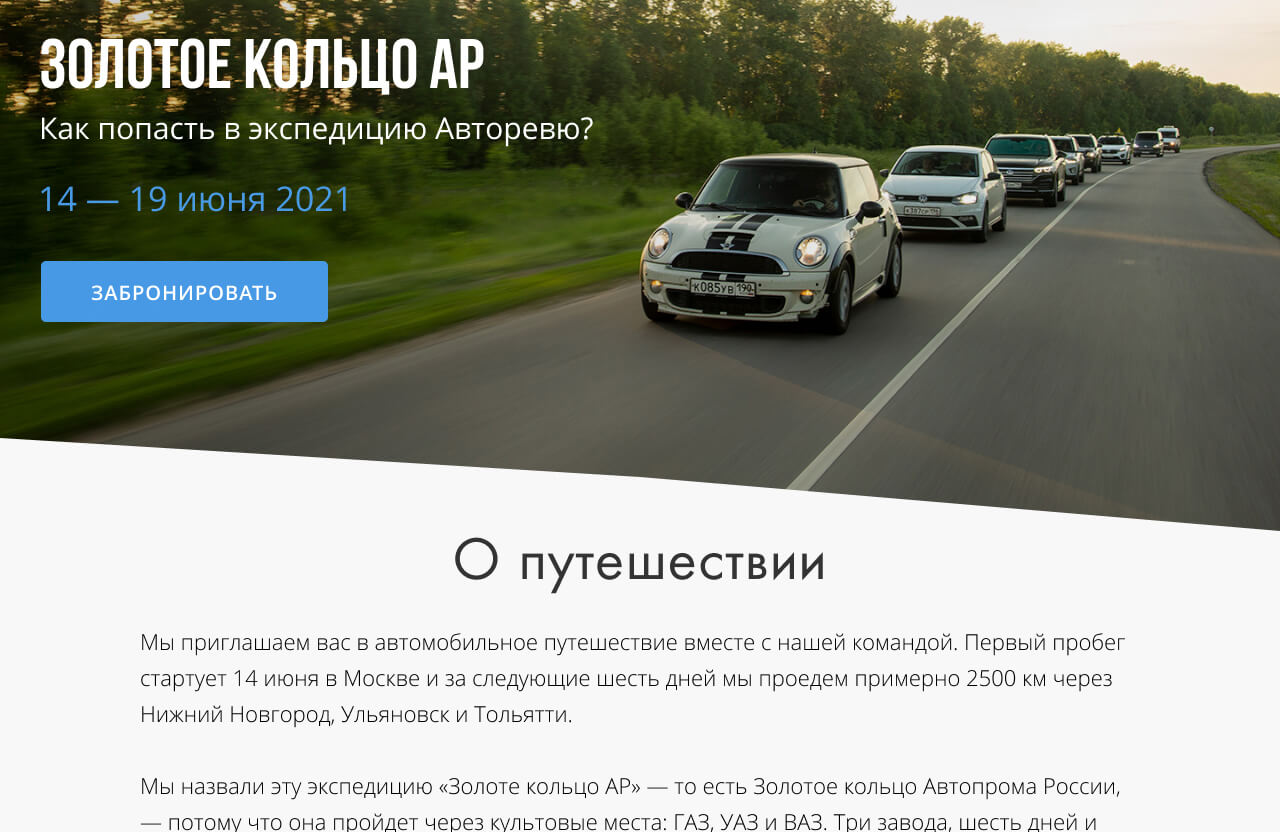 ЗОЛОТОЕ КОЛЬЦО АР
Как попасть в экспедицию Авторевю?
14 — 19 июня 2021
ЗАБРОНИРОВАТЬ
К085УВ 190
К387СР 196
О путешествии
Мы приглашаем вас в автомобильное путешествие вместе с нашей командой. Первый пробег
стартует 14 июня в Москве и за следующие шесть дней мы проедем примерно 2500 км через
Нижний Новгород, Ульяновск и Тольятти.
Мы назвали эту экспедицию «Золоте кольцо АР» — то есть Золотое кольцо Автопрома России,
— потому что она пройдет через культовые места: ГАЗ, УАЗ и ВАЗ. Три завода, шесть дней и